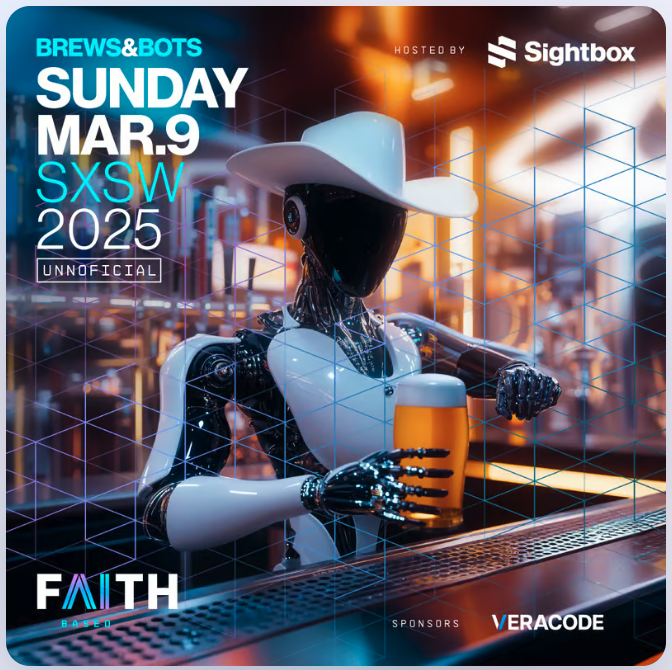 BREWS&BOTS
SUNDAY
MAR.9
SXSW
2025
UNNOFICIAL
HOSTED BY
Sightbox
FAITH
BASED
SPONSORS
VERACODE